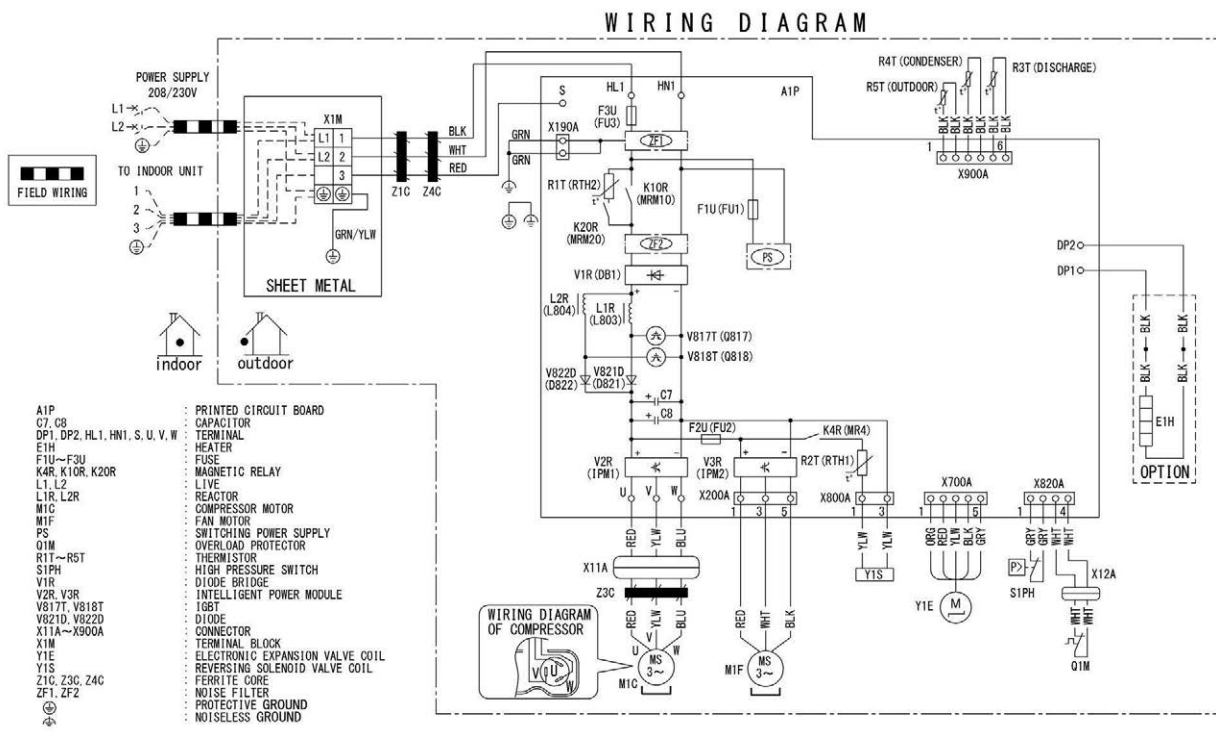 WIRING DIAGRAM
POWER SUPPLY
208/230V
L1
L2
FIELD WIRING
TO INDOOR UNIT
1
2
3
X1M
L1 1
L2 2
3
GRN/YLW
SHEET METAL
Z1C Z4C
BLK
WHT
RED
indoor
outdoor
S
HL1
HN1
A1P
F3U
(FU3)
X190A
GRN
GRN
ZF1
R1T (RTH2)
K10R
(MRM10)
K20R
(MRM20)
F1U (FU1)
ZF2
PS
V1R (DB1)
+ -
L2R
(L804)
L1R
(L803)
V817T (Q817)
V818T (Q818)
V822D
(D822)
V821D
(D821)
+ C7
+ C8
F2U (FU2)
K4R (MR4)
R2T (RTH1)
t°
V2R
(IPM1)
+ -
V3R
(IPM2)
+ -
U V W
X200A
1 3 5
X800A
1 3
X700A
1 5
X820A
1 4
R4T (CONDENSER)
R5T (OUTDOOR)
R3T (DISCHARGE)
t° t° t°
BLK BLK BLK BLK BLK BLK
1 6
X900A
DP2
DP1
BLK BLK
BLK BLK
E1H
OPTION
RED YLW BLU
X11A
Z3C
RED YLW BLU
U V W
MS
3~
M1C
WIRING DIAGRAM
OF COMPRESSOR
V U W
RED WHT BLK
MS
3~
M1F
YLW YLW
Y1S
ORG RED YLW BLK GRY
M
Y1E
GRY GRY WHT WHT
P>
S1PH
X12A
WHT WHT
Q1M
A1P : PRINTED CIRCUIT BOARD
C7, C8 : CAPACITOR
DP1, DP2, HL1, HN1, S, U, V, W : TERMINAL
E1H : HEATER
F1U~F3U : FUSE
K4R, K10R, K20R : MAGNETIC RELAY
L1, L2 : LIVE
L1R, L2R : REACTOR
M1C : COMPRESSOR MOTOR
M1F : FAN MOTOR
PS : SWITCHING POWER SUPPLY
Q1M : OVERLOAD PROTECTOR
R1T~R5T : THERMISTOR
S1PH : HIGH PRESSURE SWITCH
V1R : DIODE BRIDGE
V2R, V3R : INTELLIGENT POWER MODULE
V817T, V818T : IGBT
V821D, V822D : DIODE
X11A~X900A : CONNECTOR
X1M : TERMINAL BLOCK
Y1E : ELECTRONIC EXPANSION VALVE COIL
Y1S : REVERSING SOLENOID VALVE COIL
Z1C, Z3C, Z4C : FERRITE CORE
ZF1, ZF2 : NOISE FILTER
: PROTECTIVE GROUND
: NOISELESS GROUND